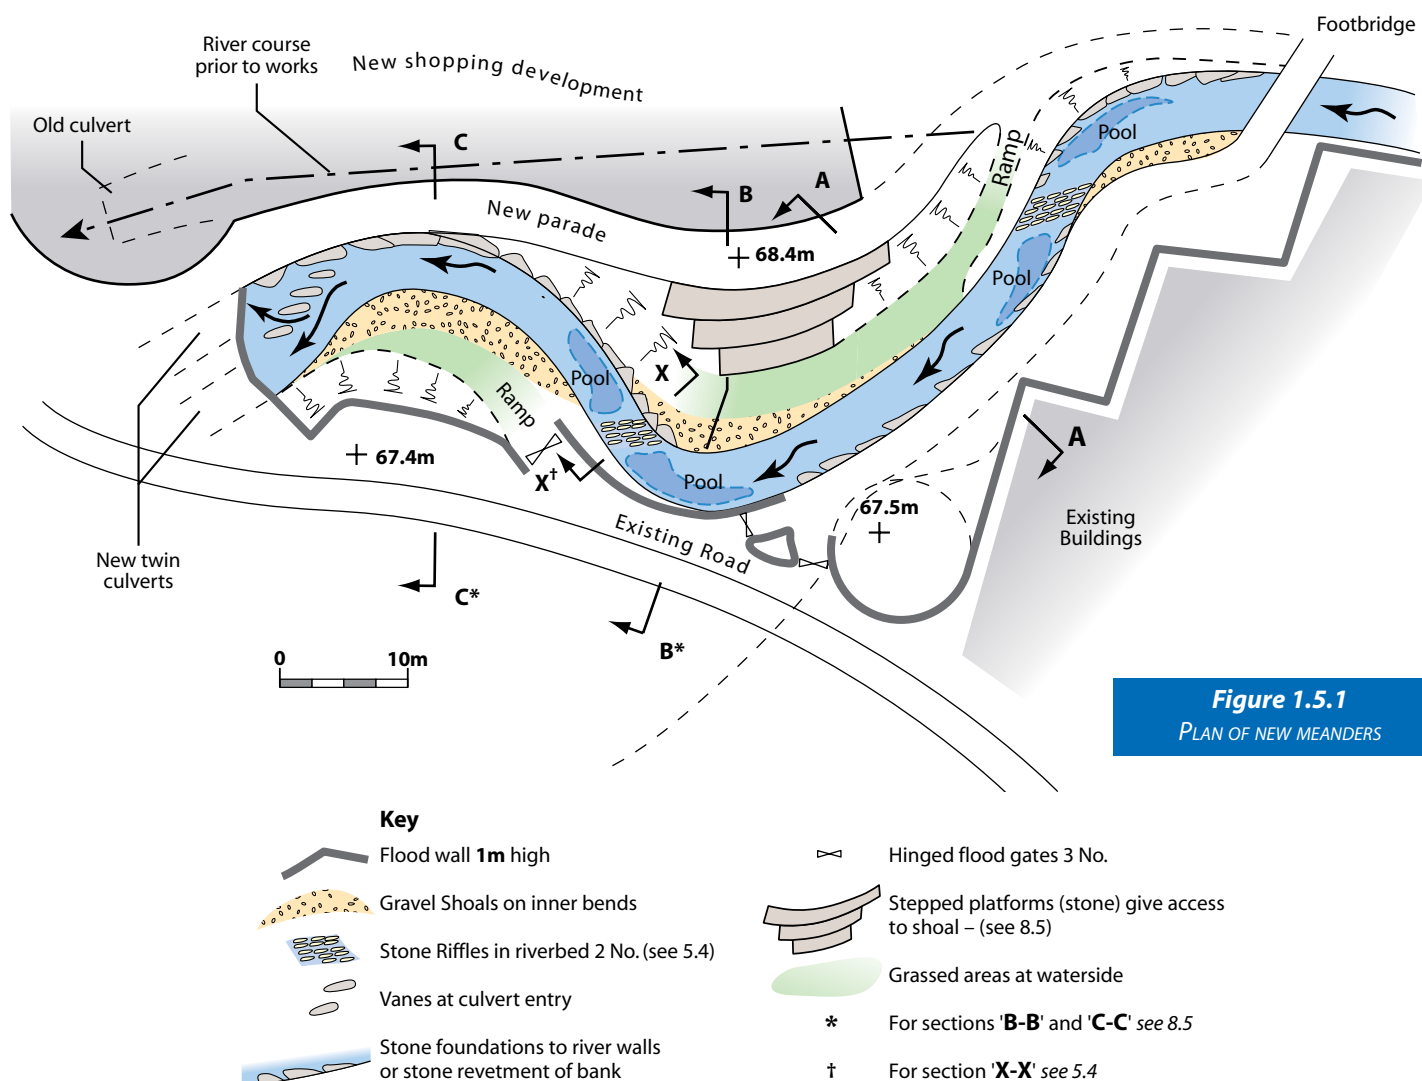 Footbridge
River course
prior to works
New shopping development
Old culvert
C
B
A
Ramp
Pool
New parade
68.4m
Pool
X
Pool
Ramp
67.4m
X†
Pool
A
67.5m
Existing
Buildings
Existing Road
New twin
culverts
C*
B*
0 10m
Figure 1.5.1
Plan of new meanders
Key
Flood wall 1m high
Gravel Shoals on inner bends
Stone Riffles in riverbed 2 No. (see 5.4)
Vanes at culvert entry
Stone foundations to river walls
or stone revetment of bank
Hinged flood gates 3 No.
Stepped platforms (stone) give access
to shoal – (see 8.5)
Grassed areas at waterside
* For sections 'B-B' and 'C-C' see 8.5
† For section 'X-X' see 5.4